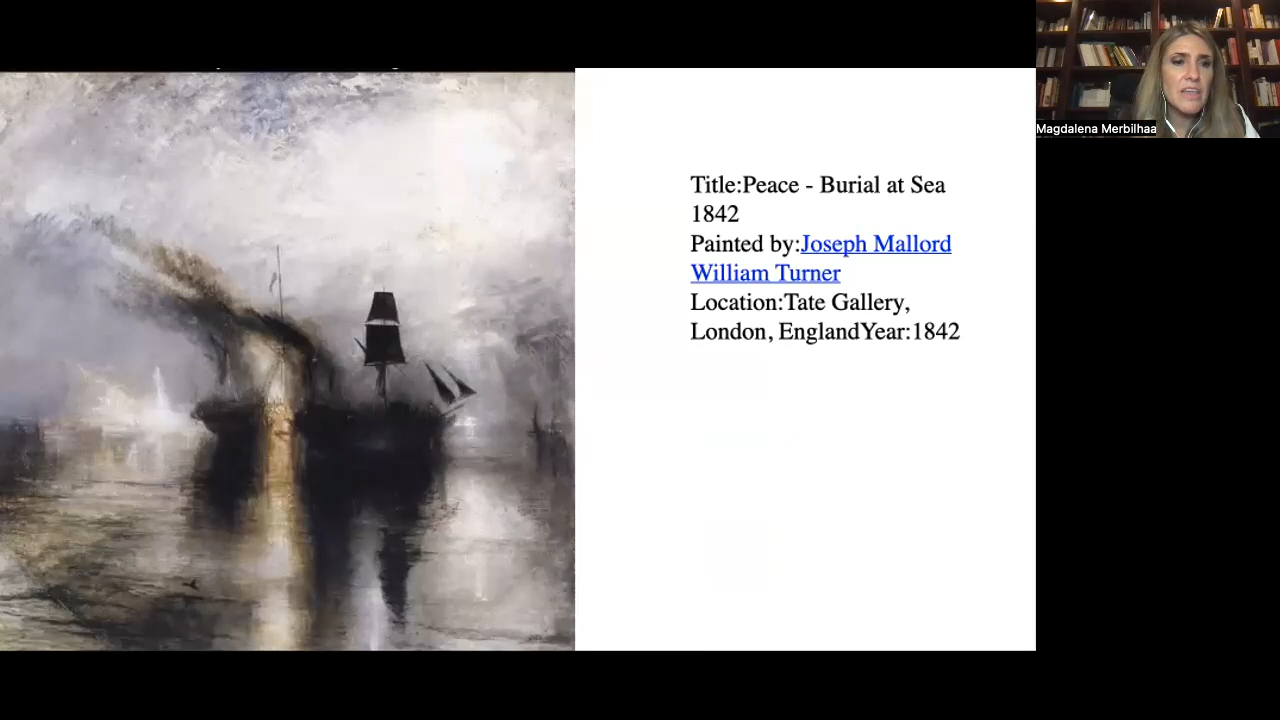 Title:Peace - Burial at Sea
1842
Painted by:Joseph Mallord
William Turner
Location:Tate Gallery,
London, EnglandYear:1842
Magdalena Merbilhaa